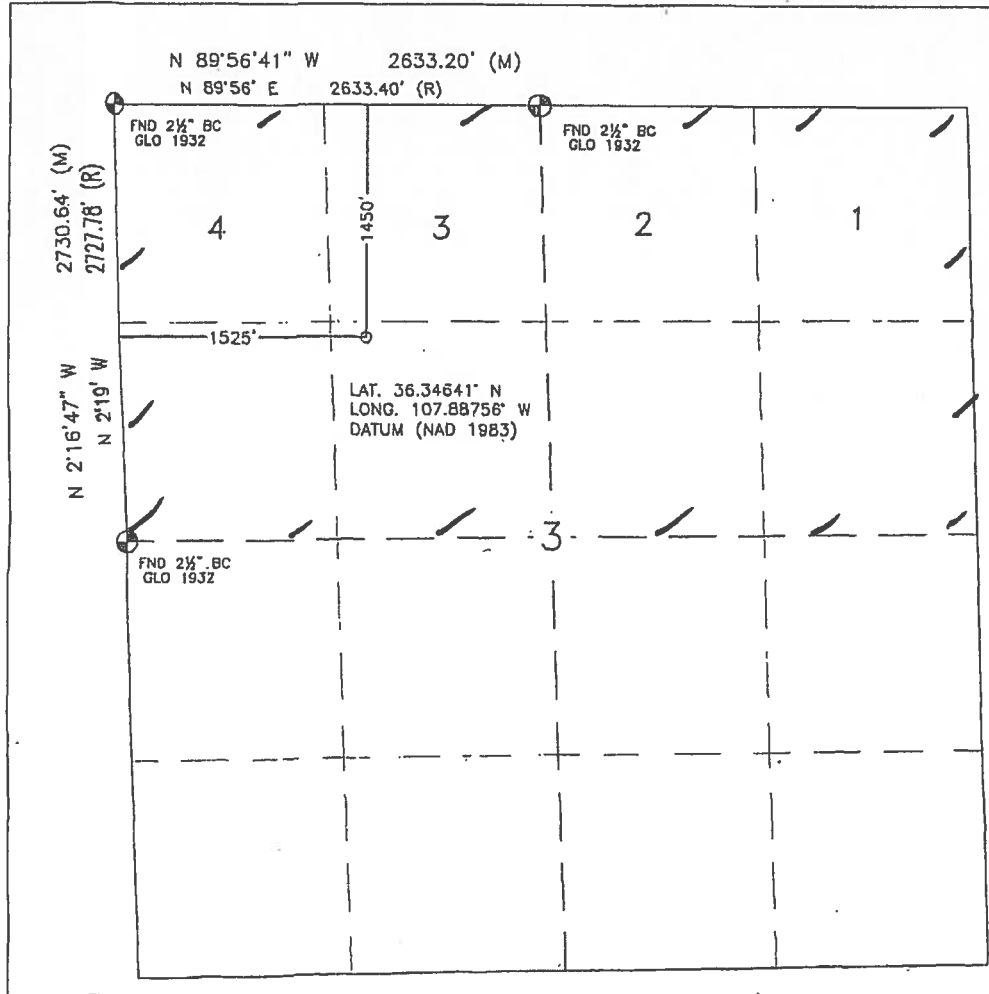 N 89°56'41" W 2633.20' (M)
N 89°56' E 2633.40' (R)
FND 2½" BC
GLO 1932
FND 2½" BC
GLO 1932
2730.64' (M)
2727.78' (R)
4
1450'
3
2
1
1525'
LAT. 36.34641° N
LONG. 107.88756° W
DATUM (NAD 1983)
N 2°16'47" W
N 2°19' W
3
FND 2½" BC
GLO 1932